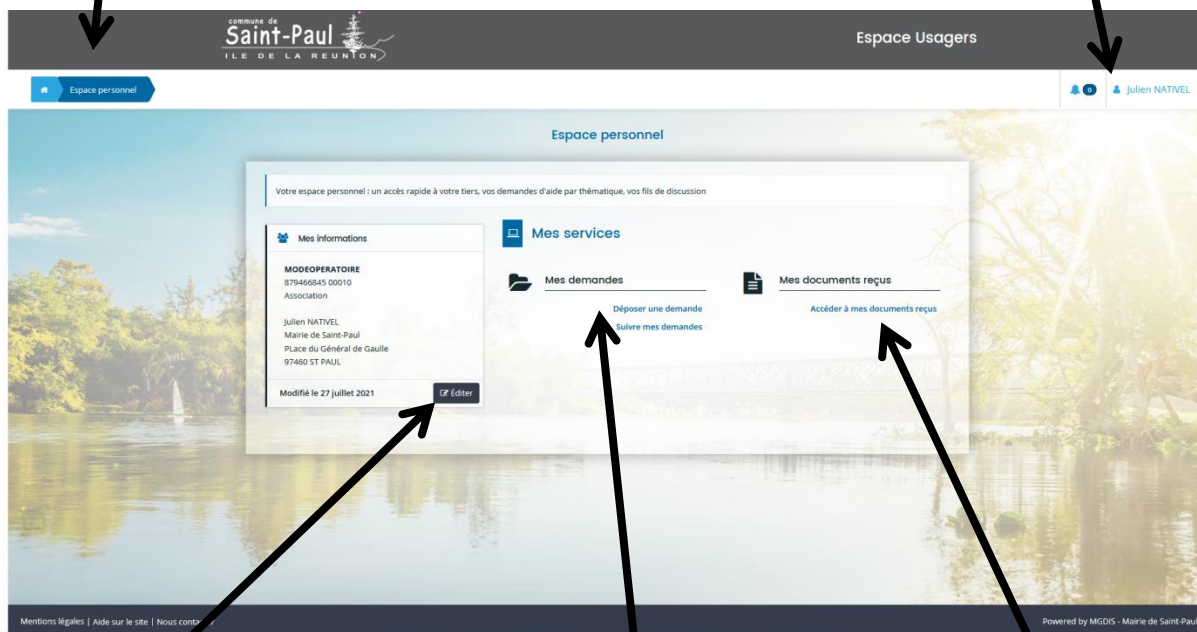 commune de
Saint-Paul
ILE DE LA REUNION
Espace Usagers
Espace personnel
0
Julien NATIVEL
Espace personnel
Votre espace personnel : un accès rapide à votre tiers, vos demandes d'aide par thématique, vos fils de discussion
Mes informations
MODEOPERATOIRE
879466845 00010
Association
Julien NATIVEL
Mairie de Saint-Paul
PLace du Général de Gaulle
97460 ST PAUL
Modifié le 27 juillet 2021
Éditer
Mes services
Mes demandes
Déposer une demande
Suivre mes demandes
Mes documents reçus
Accéder à mes documents reçus
Mentions légales | Aide sur le site | Nous
Powered by MGDIS - Mairie de Saint-Paul